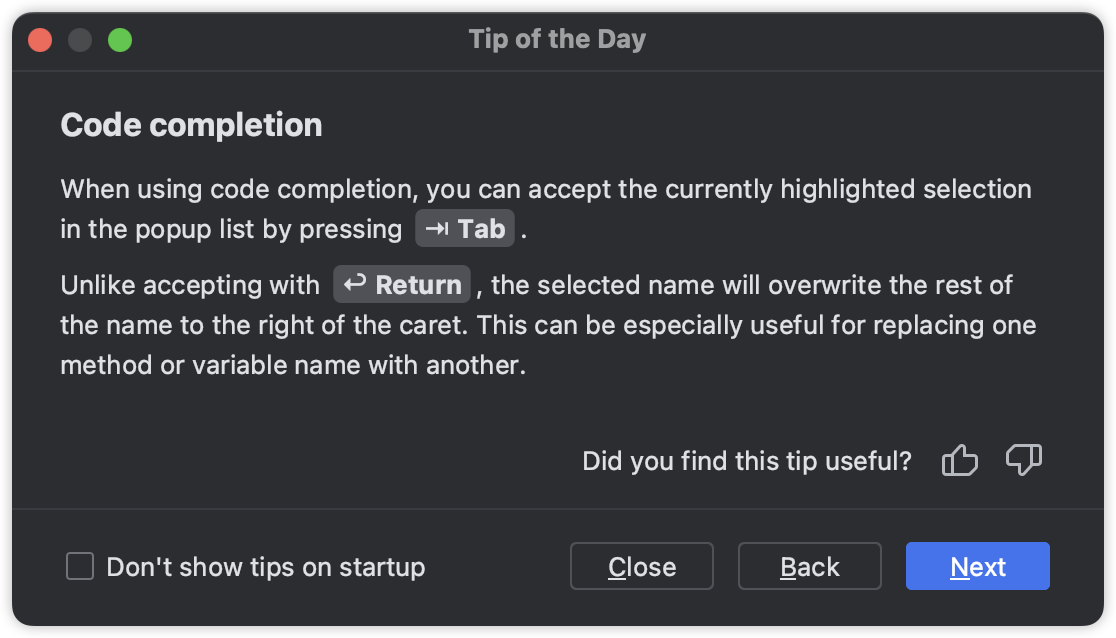 Tip of the Day
Code completion
When using code completion, you can accept the currently highlighted selection
in the popup list by pressing ⇥ Tab .
Unlike accepting with ↩ Return , the selected name will overwrite the rest of
the name to the right of the caret. This can be especially useful for replacing one
method or variable name with another.
Did you find this tip useful?
Don't show tips on startup
Close
Back
Next